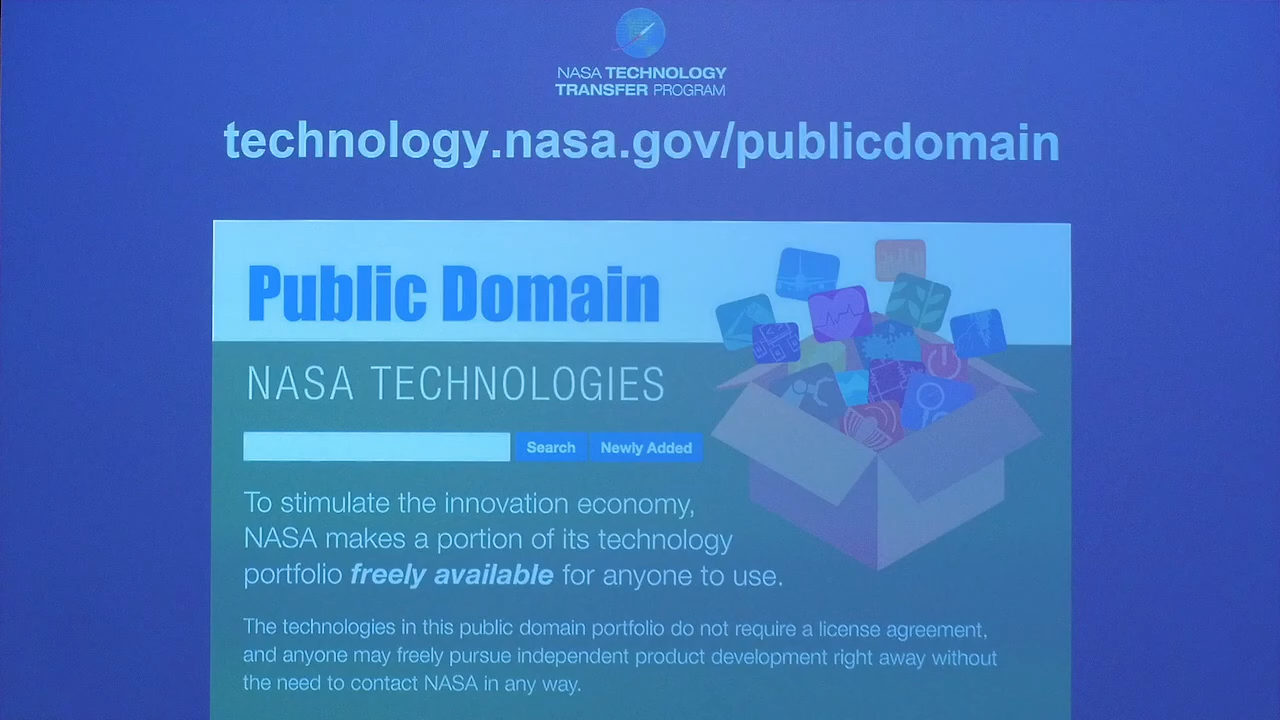 NASA TECHNOLOGY
TRANSFER PROGRAM
technology.nasa.gov/publicdomain
Public Domain
NASA TECHNOLOGIES
Search
Newly Added
To stimulate the innovation economy,
NASA makes a portion of its technology
portfolio freely available for anyone to use.
The technologies in this public domain portfolio do not require a license agreement,
and anyone may freely pursue independent product development right away without
the need to contact NASA in any way.